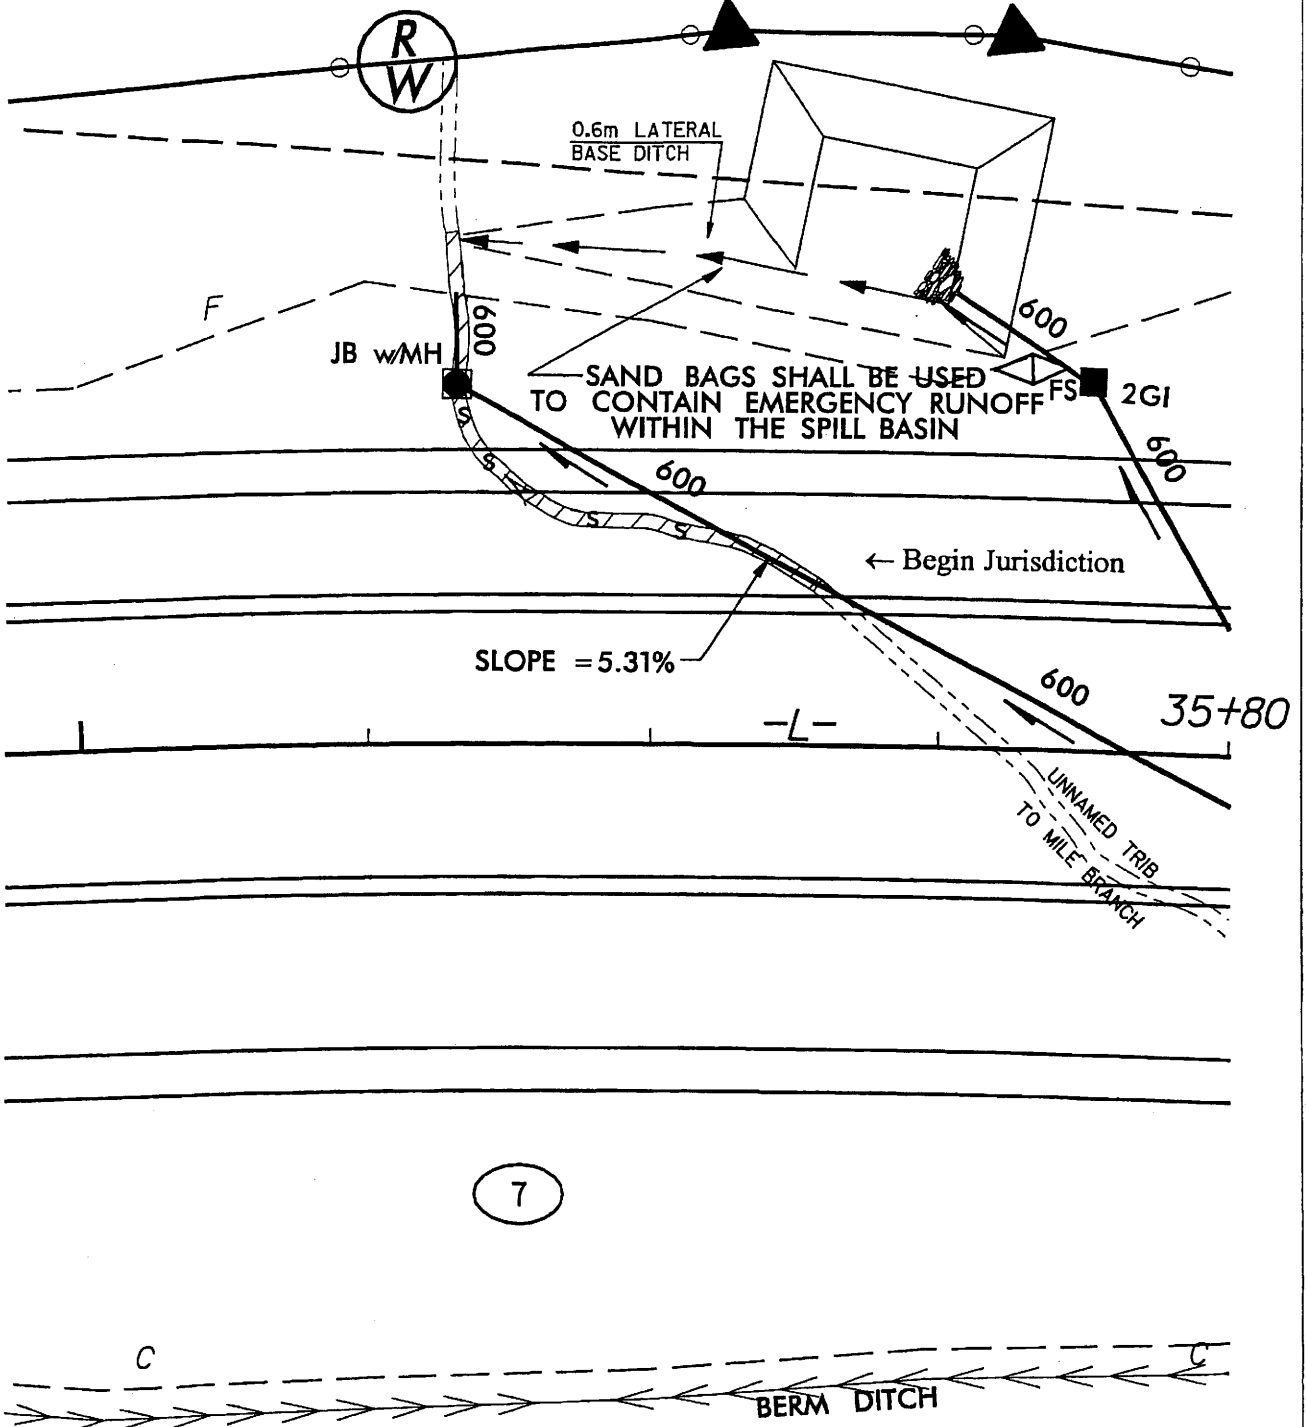 R
W
0.6m LATERAL
BASE DITCH
F
600
JB w/MH
600
SAND BAGS SHALL BE USED
TO CONTAIN EMERGENCY RUNOFF
WITHIN THE SPILL BASIN
FS
2GI
S
S
600
600
S
S
← Begin Jurisdiction
SLOPE = 5.31%
600
35+80
-L-
UNNAMED TRIB
TO MILE BRANCH
7
C
C
BERM DITCH